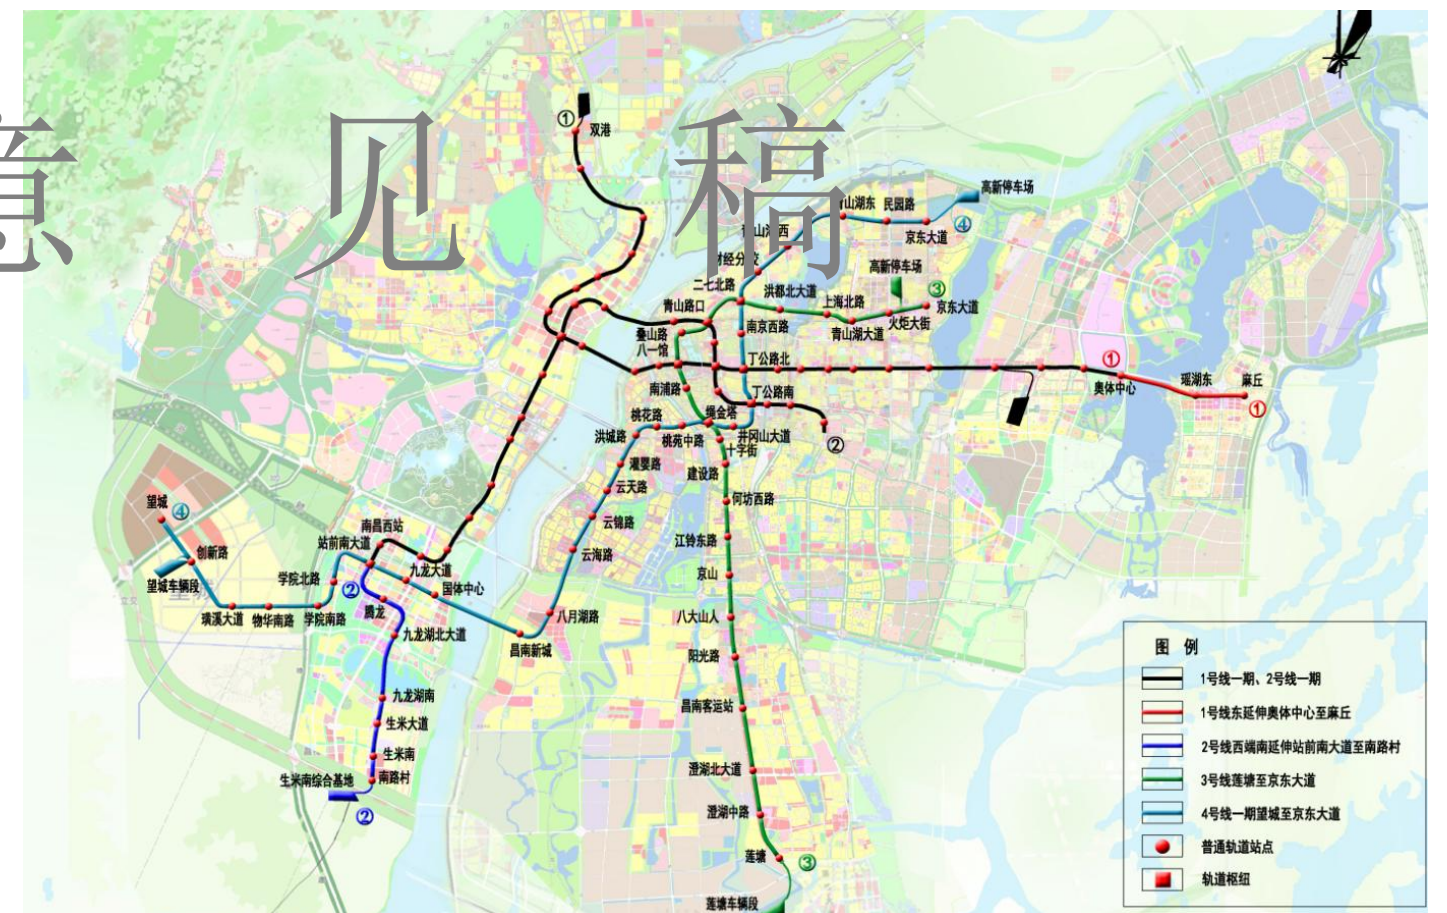 意见稿
①
双港
高新停车场
青山湖东
民园路
④
京东大道
青山湖西
财经分校
高新停车场
二七北路
洪都北大道
③
上海北路
京东大道
青山路口
火炬大街
青山湖大道
南京西路
叠山路
八一馆
丁公路北
①
奥体中心
瑶湖东
麻丘
①
南浦路
丁公路南
绳金塔
桃花路
洪城路
桃苑中路
井冈山大道
②
十字街
灌婴路
建设路
云天路
何坊西路
望城
④
云锦路
南昌西站
站前南大道
江铃东路
创新路
云海路
九龙大道
望城车辆段
学院北路
国体中心
京山
②
腾龙
璜溪大道
物华南路
学院南路
八月湖路
八大山人
九龙湖北大道
昌南新城
阳光路
九龙湖南
昌南客运站
生米大道
生米南
澄湖北大道
生米南综合基地
南路村
②
澄湖中路
莲塘
③
莲塘车辆段
图 例
1号线一期、2号线一期
1号线东延伸奥体中心至麻丘
2号线西端南延伸站前南大道至南路村
3号线莲塘至京东大道
4号线一期望城至京东大道
普通轨道站点
轨道枢纽